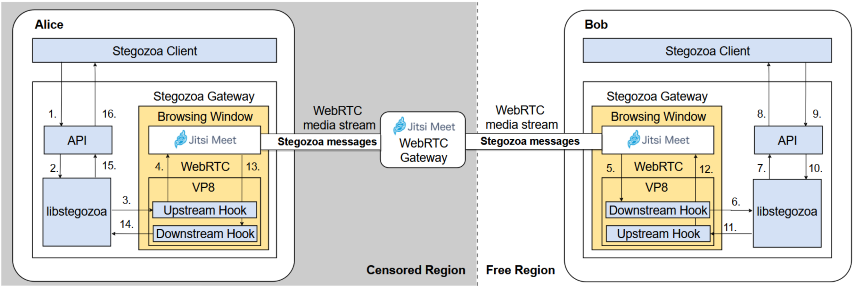 Alice
Stegozoa Client
Stegozoa Gateway
1.
16.
API
2.
15.
libstegozoa
3.
14.
Browsing Window
Jitsi Meet
4.
WebRTC
13.
VP8
Upstream Hook
Downstream Hook
WebRTC
media stream
Stegozoa messages
Jitsi Meet
WebRTC
Gateway
WebRTC
media stream
Stegozoa messages
Censored Region
Free Region
Bob
Stegozoa Client
Stegozoa Gateway
Browsing Window
Jitsi Meet
5.
WebRTC
12.
VP8
Downstream Hook
Upstream Hook
6.
11.
8.
9.
API
7.
10.
libstegozoa